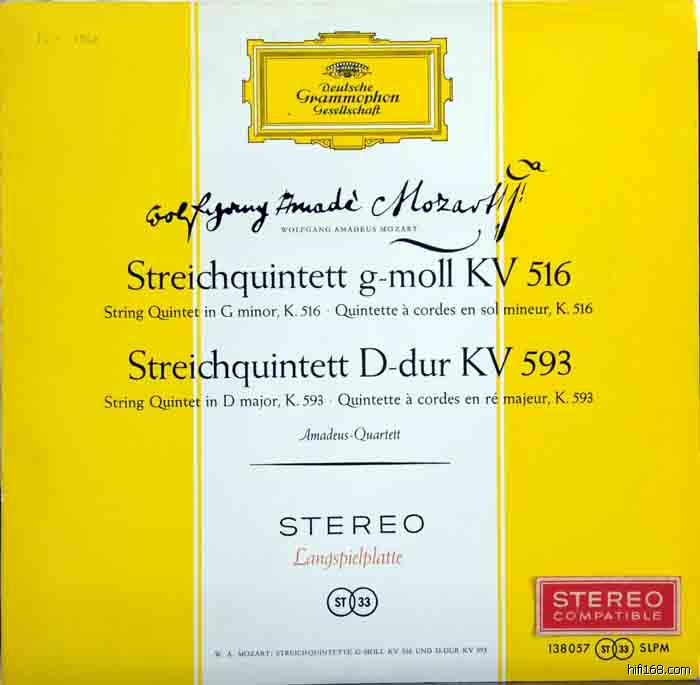 Deutsche
Grammophon
Gesellschaft
Wolfgang Amadè Mozart
WOLFGANG AMADEUS MOZART
Streichquintett g-moll KV 516
String Quintet in G minor, K. 516 · Quintette à cordes en sol mineur, K. 516
Streichquintett D-dur KV 593
String Quintet in D major, K. 593 · Quintette à cordes en ré majeur, K. 593
Amadeus-Quartett
STEREO
Langspielplatte
ST 33
STEREO
COMPATIBLE
138057 ST 33 SLPM
W. A. MOZART: STREICHQUINTETTE G-MOLL KV 516 UND D-DUR KV 593
hifi168.com